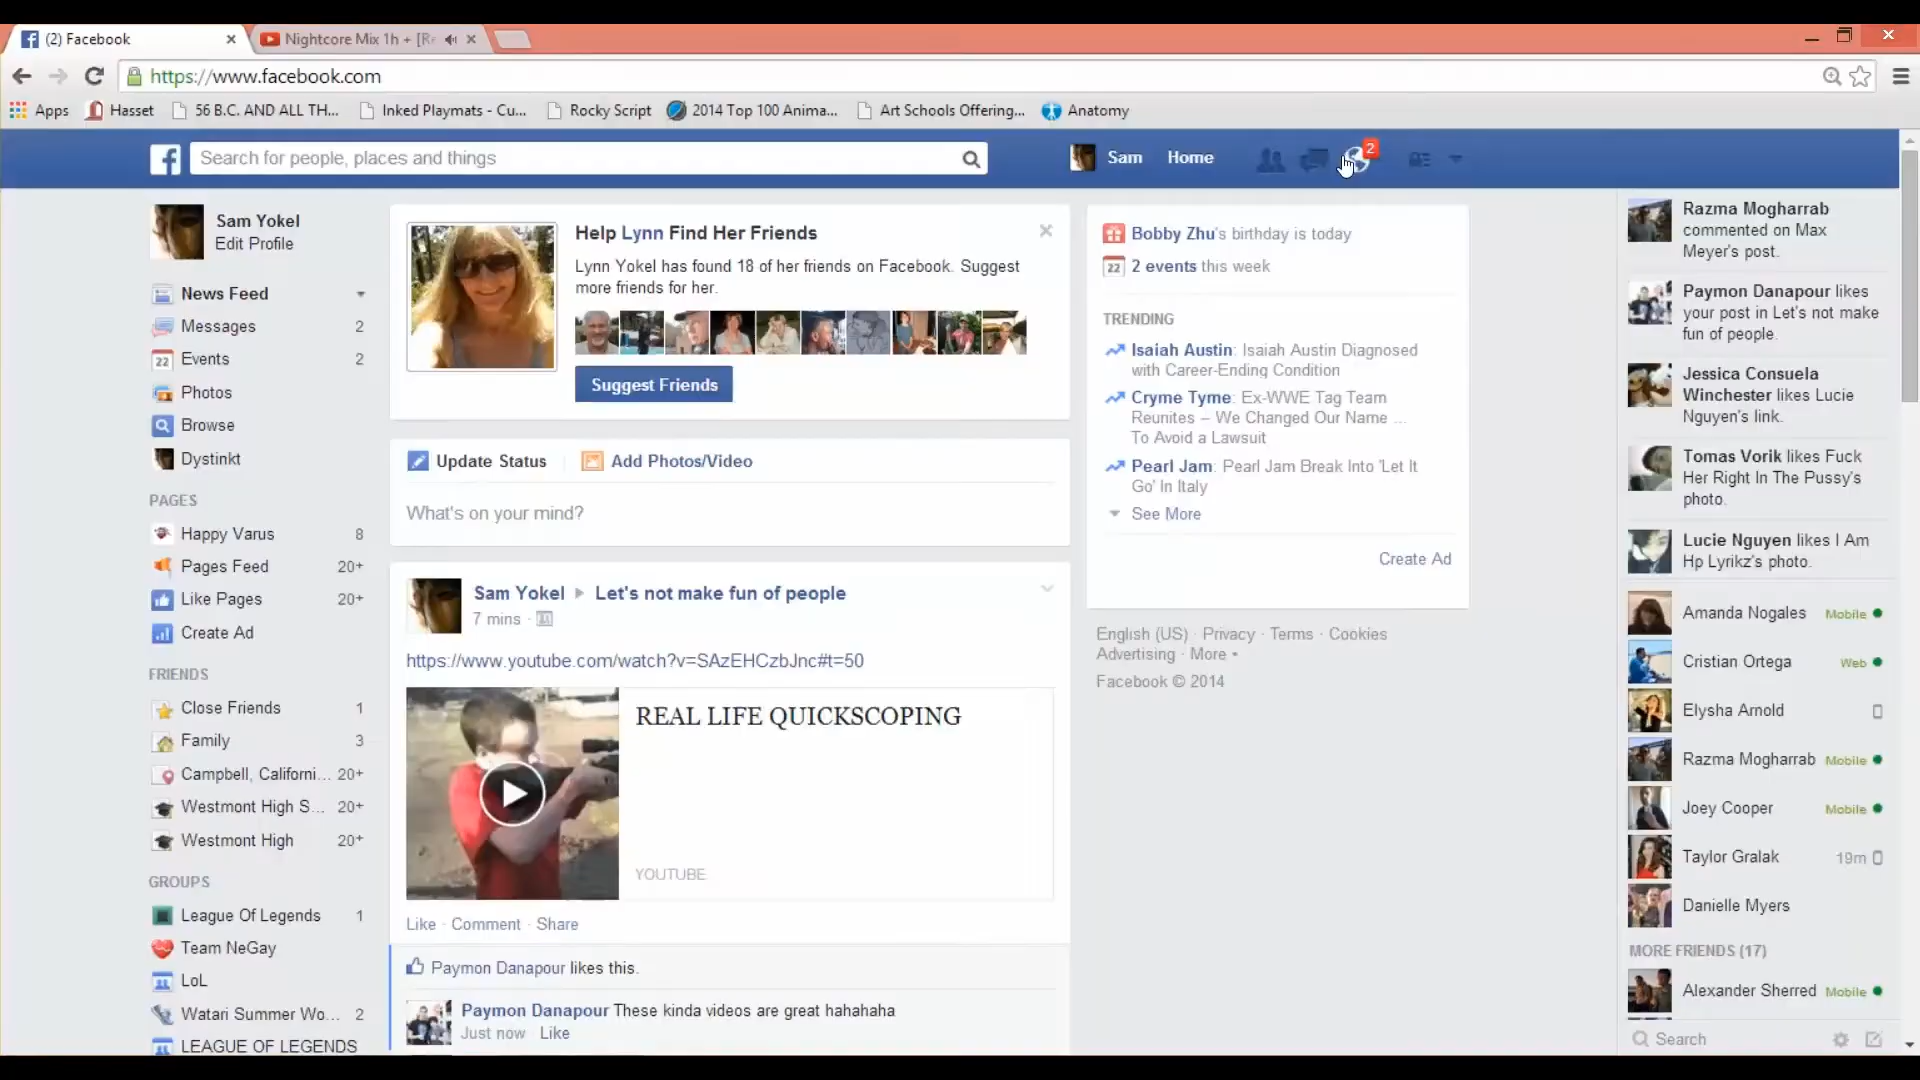 (2) Facebook
Nightcore Mix 1h + [Re
https://www.facebook.com
Apps
Hasset
56 B.C. AND ALL TH...
Inked Playmats - Cu...
Rocky Script
2014 Top 100 Anima...
Art Schools Offering...
Anatomy
Search for people, places and things
Sam
Home
2
Sam Yokel
Edit Profile
News Feed
Messages 2
22 Events 2
Photos
Browse
Dystinkt
PAGES
Happy Varus 8
Pages Feed 20+
Like Pages 20+
Create Ad
FRIENDS
Close Friends 1
Family 3
Campbell, Californi... 20+
Westmont High S... 20+
Westmont High 20+
GROUPS
League Of Legends 1
Team NeGay
LoL
Watari Summer Wo... 2
LEAGUE OF LEGENDS
Help Lynn Find Her Friends
Lynn Yokel has found 18 of her friends on Facebook. Suggest
more friends for her.
Suggest Friends
Update Status
Add Photos/Video
What's on your mind?
Sam Yokel ▸ Let's not make fun of people
7 mins ·
https://www.youtube.com/watch?v=SAzEHCzbJnc#t=50
REAL LIFE QUICKSCOPING
YOUTUBE
Like · Comment · Share
Paymon Danapour likes this.
Paymon Danapour These kinda videos are great hahahaha
Just now · Like
Bobby Zhu's birthday is today
22 2 events this week
TRENDING
Isaiah Austin: Isaiah Austin Diagnosed
with Career-Ending Condition
Cryme Tyme: Ex-WWE Tag Team
Reunites – We Changed Our Name ...
To Avoid a Lawsuit
Pearl Jam: Pearl Jam Break Into 'Let It
Go' In Italy
See More
Create Ad
English (US) · Privacy · Terms · Cookies
Advertising · More
Facebook © 2014
Razma Mogharrab
commented on Max
Meyer's post.
Paymon Danapour likes
your post in Let's not make
fun of people.
Jessica Consuela
Winchester likes Lucie
Nguyen's link.
Tomas Vorik likes Fuck
Her Right In The Pussy's
photo.
Lucie Nguyen likes I Am
Hp Lyrikz's photo.
Amanda Nogales Mobile
Cristian Ortega Web
Elysha Arnold
Razma Mogharrab Mobile
Joey Cooper Mobile
Taylor Gralak 19m
Danielle Myers
MORE FRIENDS (17)
Alexander Sherred Mobile
Search